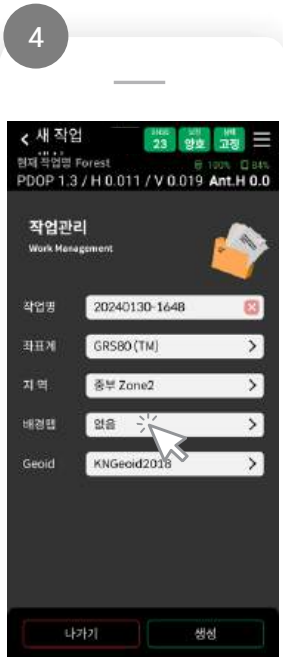 4
새 작업
23 양호 고정
현재 작업명 Forest 100% 84%
PDOP 1.3 / H 0.011 / V 0.019 Ant.H 0.0
작업관리
Work Management
작업명 20240130-1648
좌표계 GRS80 (TM)
지 역 중부 Zone2
배경맵 없음
Geoid KNGeoid2018
나가기 생성